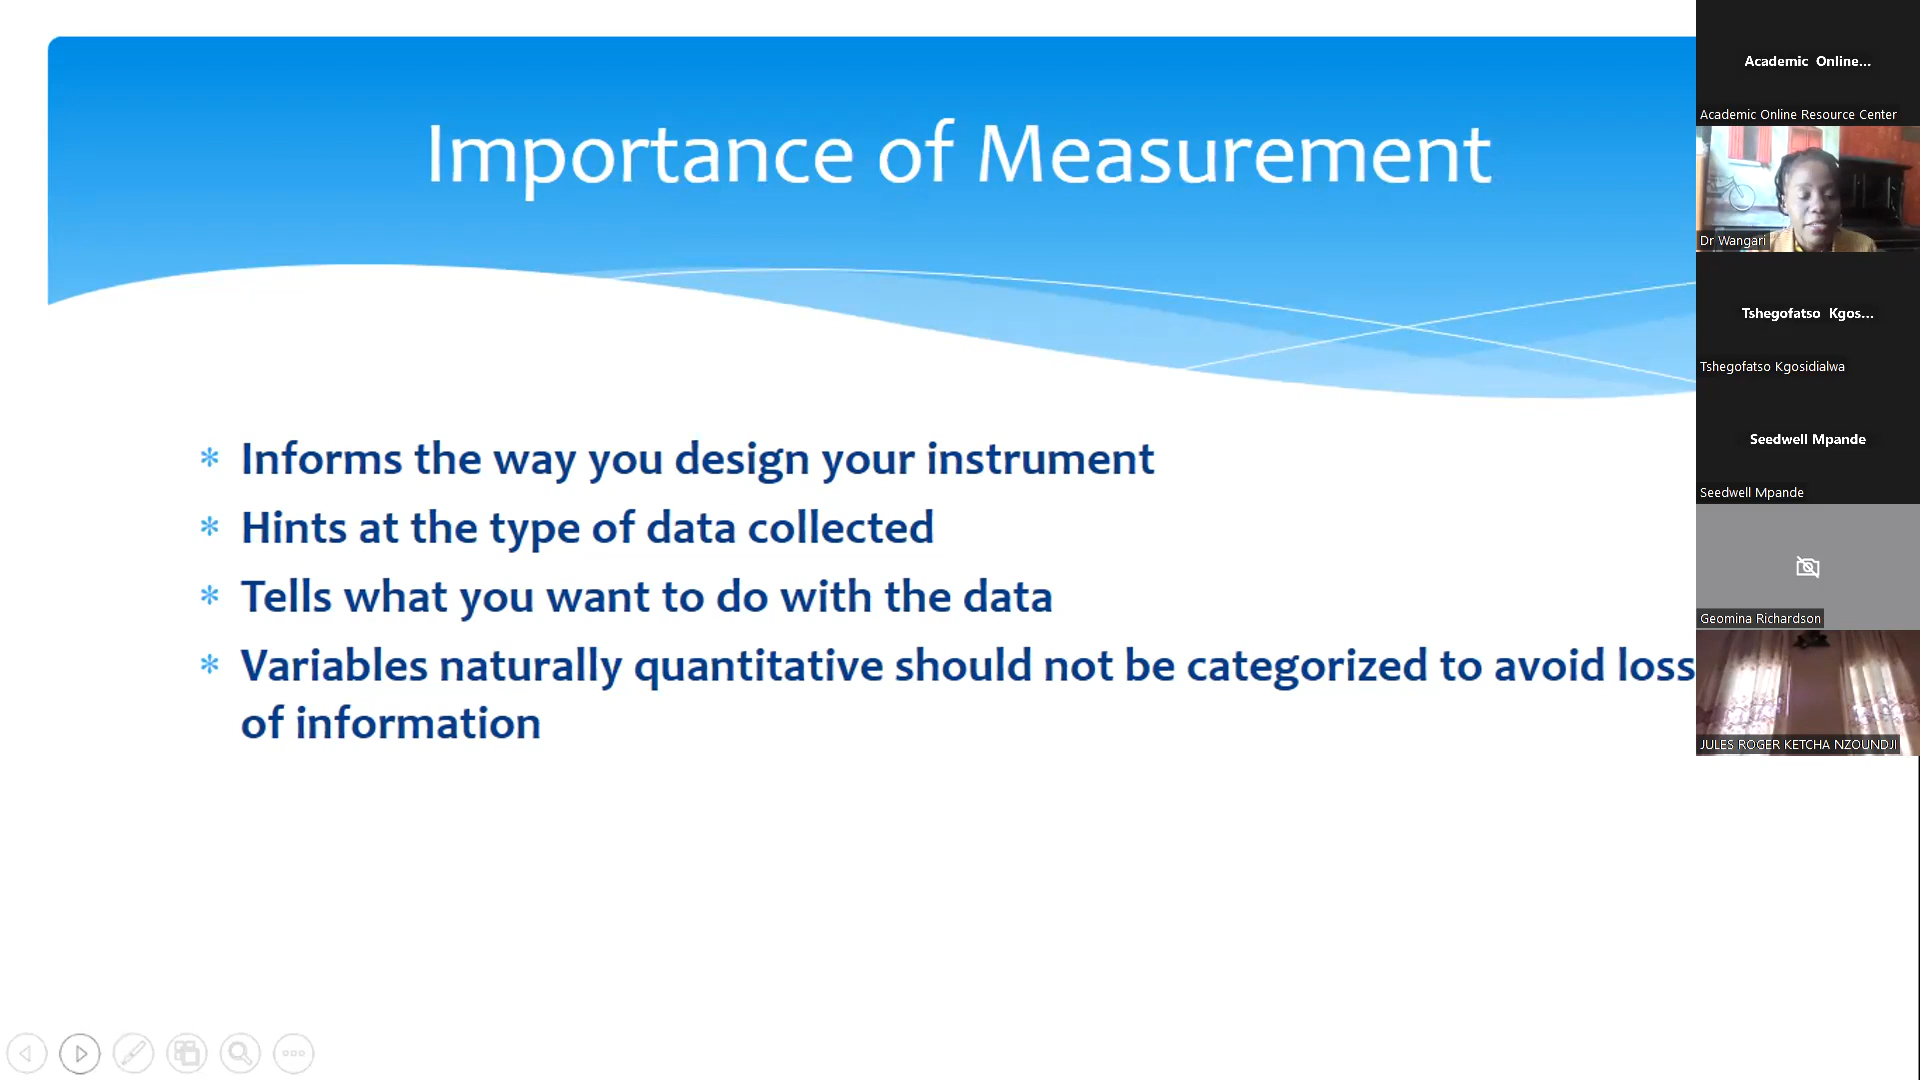 Importance of Measurement
* Informs the way you design your instrument
* Hints at the type of data collected
* Tells what you want to do with the data
* Variables naturally quantitative should not be categorized to avoid loss
of information
Academic Online...
Academic Online Resource Center
Dr Wangari
Tshegofatso Kgos...
Tshegofatso Kgosidialwa
Seedwell Mpande
Seedwell Mpande
Geomina Richardson
JULES ROGER KETCHA NZOUNDJI